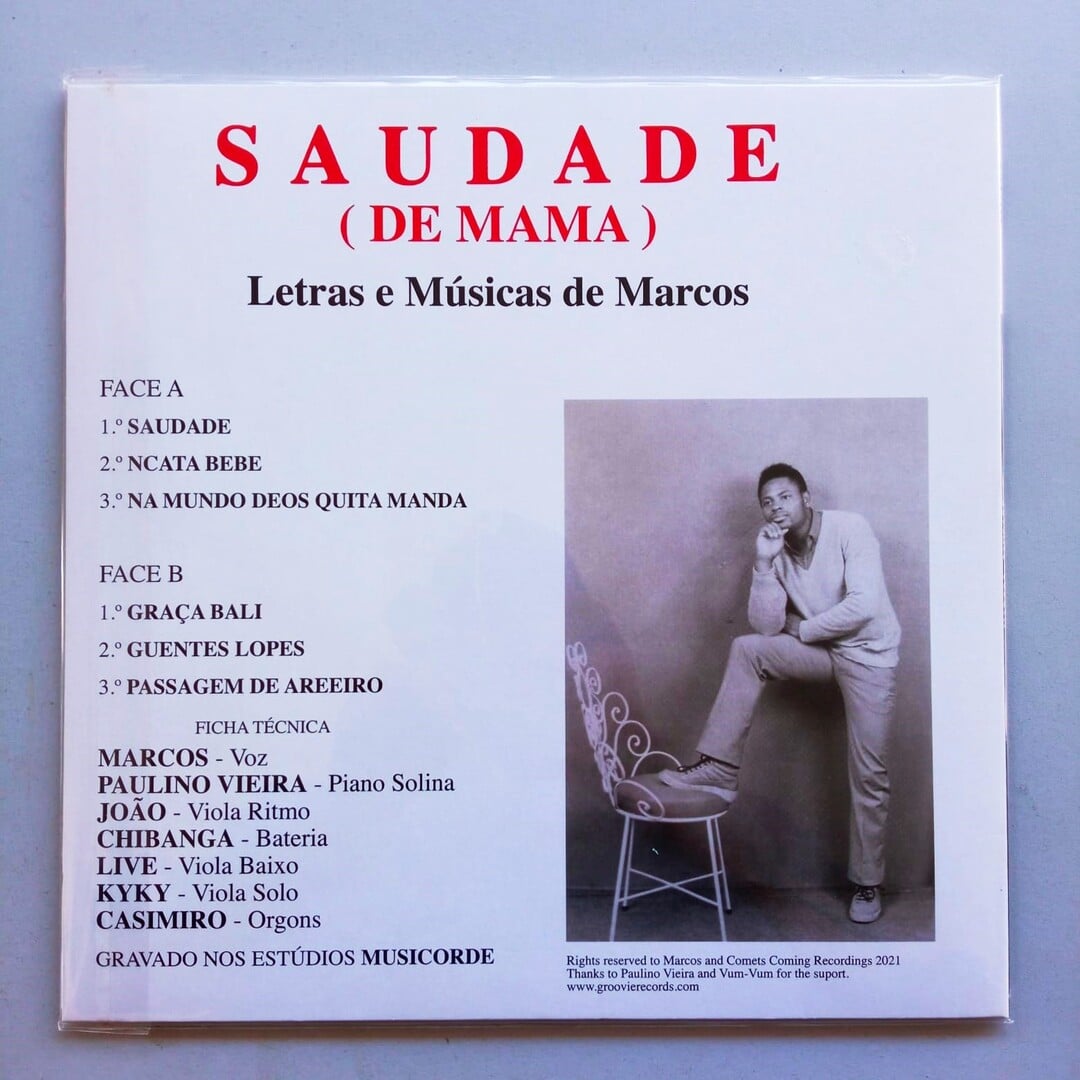 SAUDADE
( DE MAMA )
Letras e Músicas de Marcos
FACE A
1.º SAUDADE
2.º NCATA BEBE
3.º NA MUNDO DEOS QUITA MANDA
FACE B
1.º GRAÇA BALI
2.º GUENTES LOPES
3.º PASSAGEM DE AREEIRO
FICHA TÉCNICA
MARCOS - Voz
PAULINO VIEIRA - Piano Solina
JOÃO - Viola Ritmo
CHIBANGA - Bateria
LIVE - Viola Baixo
KYKY - Viola Solo
CASIMIRO - Orgons
GRAVADO NOS ESTÚDIOS MUSICORDE
Rights reserved to Marcos and Comets Coming Recordings 2021
Thanks to Paulino Vieira and Vum-Vum for the suport.
www.groovierecords.com